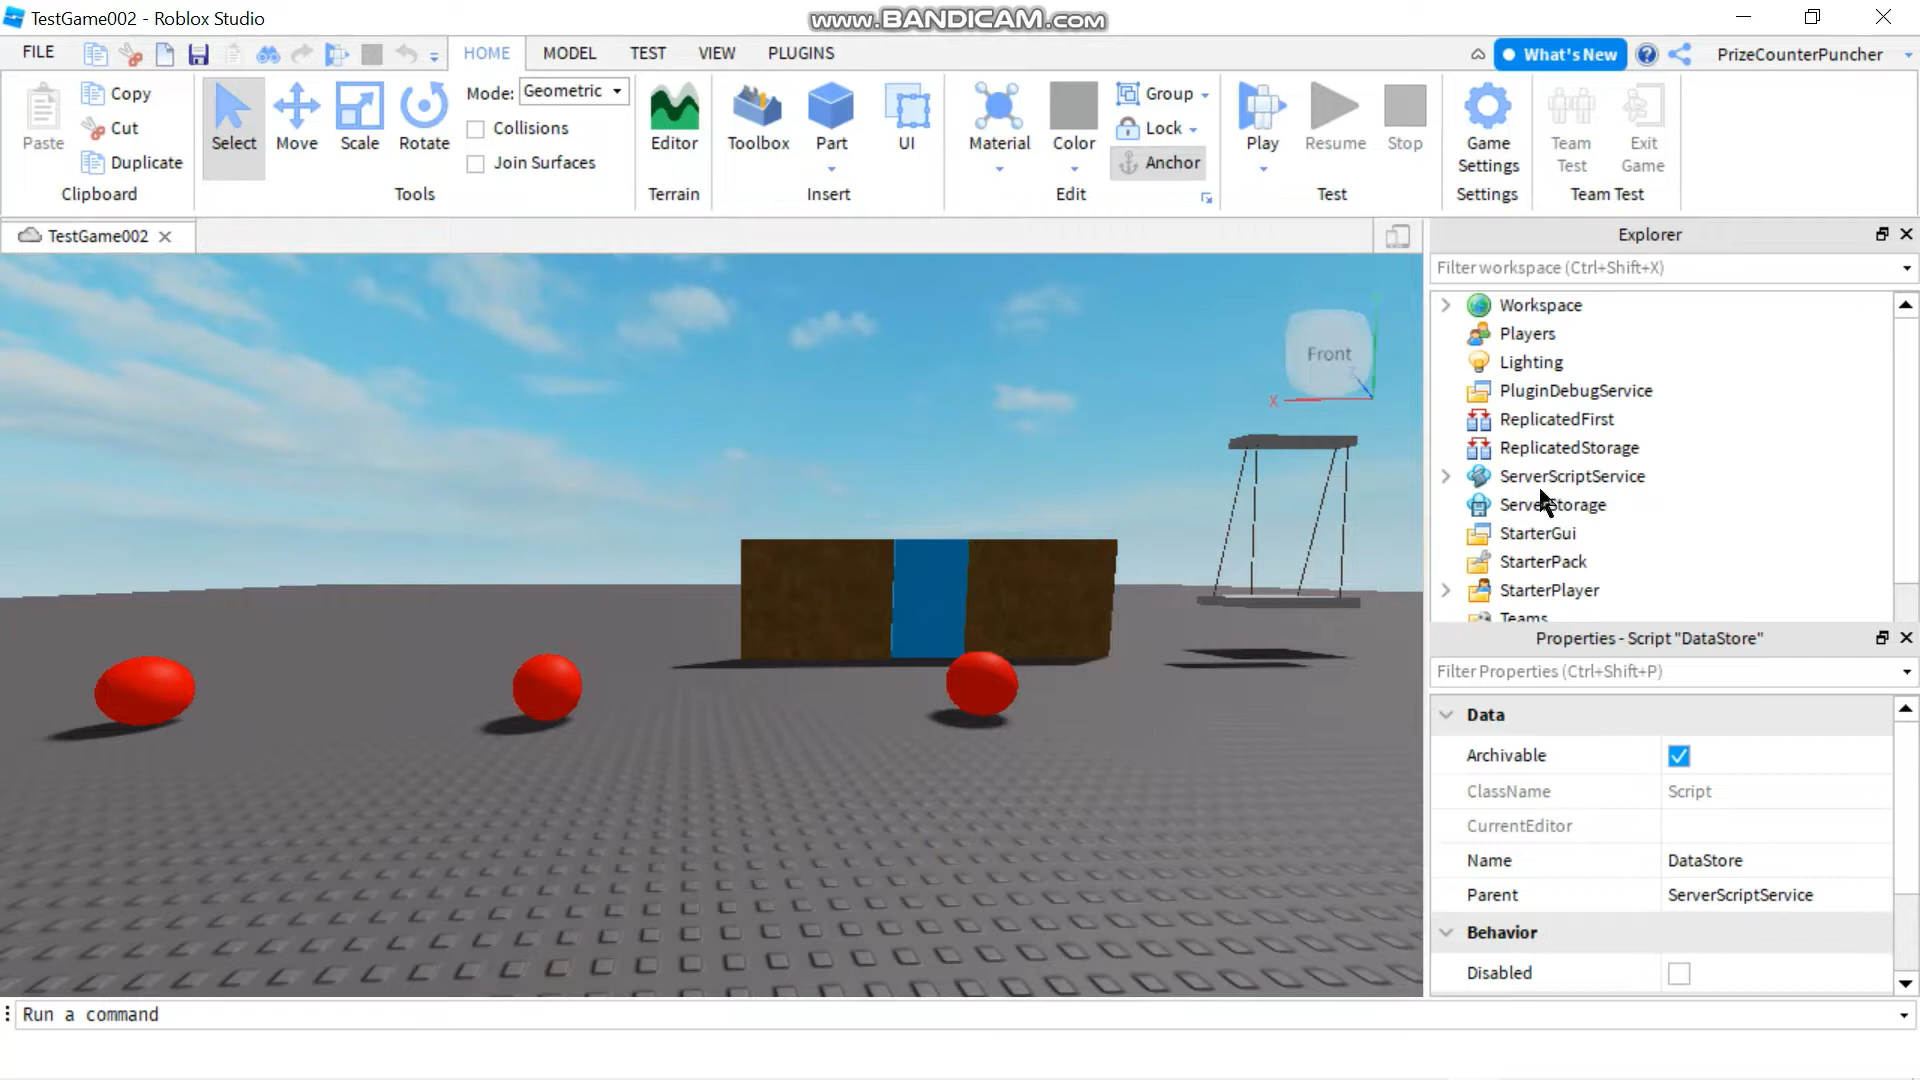 TestGame002 - Roblox Studio
www.BANDICAM.com
FILE
HOME
MODEL
TEST
VIEW
PLUGINS
What's New
PrizeCounterPuncher
Paste
Copy
Cut
Duplicate
Clipboard
Select
Move
Scale
Rotate
Mode: Geometric
Collisions
Join Surfaces
Tools
Editor
Terrain
Toolbox
Part
UI
Insert
Material
Color
Group
Lock
Anchor
Edit
Play
Resume
Stop
Test
Game
Settings
Settings
Team
Test
Exit
Game
Team Test
TestGame002
Front
X
Z
Explorer
Filter workspace (Ctrl+Shift+X)
Workspace
Players
Lighting
PluginDebugService
ReplicatedFirst
ReplicatedStorage
ServerScriptService
ServerStorage
StarterGui
StarterPack
StarterPlayer
Teams
Properties - Script "DataStore"
Filter Properties (Ctrl+Shift+P)
Data
Archivable
ClassName Script
CurrentEditor
Name DataStore
Parent ServerScriptService
Behavior
Disabled
Run a command